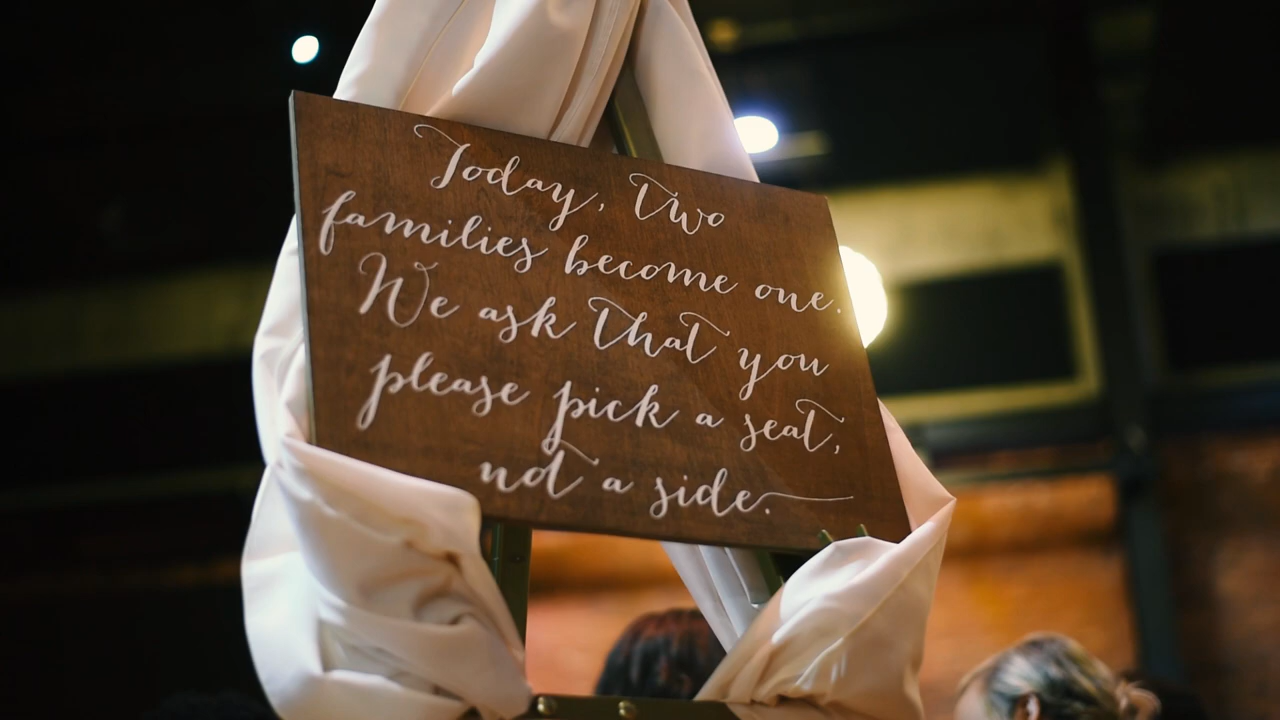 Today, two
families become one.
We ask that you
please pick a seat,
not a side.